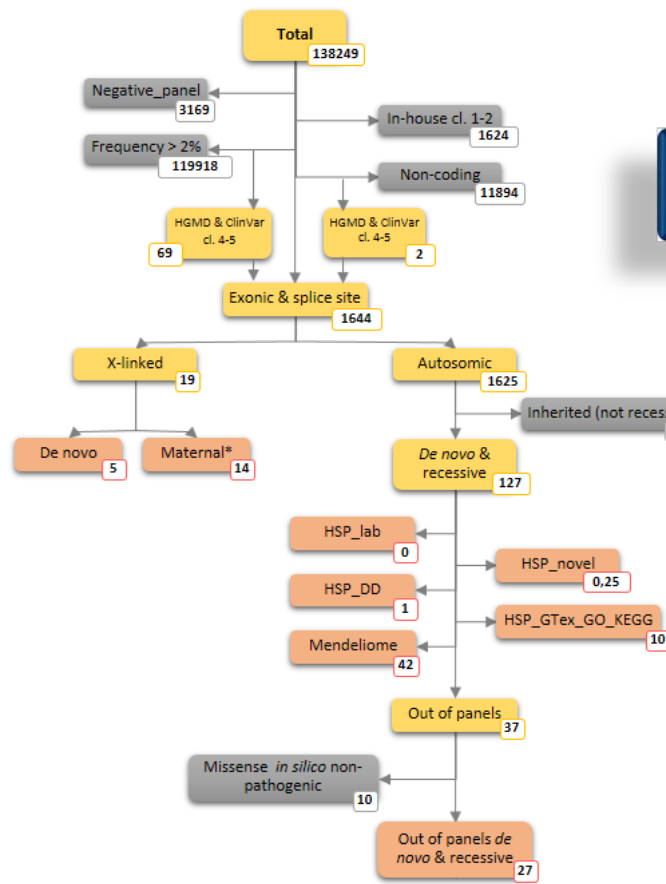 Total
138249
Negative_panel
3169
In-house cl. 1-2
1624
Frequency > 2%
119918
Non-coding
11894
HGMD & ClinVar
cl. 4-5
69
HGMD & ClinVar
cl. 4-5
2
Exonic & splice site
1644
X-linked
19
Autosomic
1625
Inherited (not recess
De novo
5
Maternal*
14
De novo &
recessive
127
HSP_lab
0
HSP_novel
0,25
HSP_DD
1
HSP_GTex_GO_KEGG
10
Mendeliome
42
Out of panels
37
Missense in silico non-
pathogenic
10
Out of panels de
novo & recessive
27